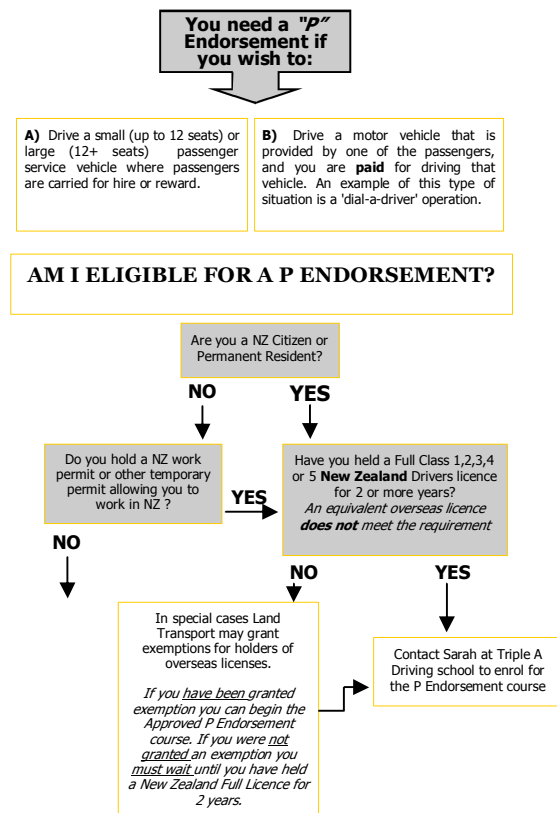 You need a "P"
Endorsement if
you wish to:
A) Drive a small (up to 12 seats) or
large (12+ seats) passenger
service vehicle where passengers
are carried for hire or reward.
B) Drive a motor vehicle that is
provided by one of the passengers,
and you are paid for driving that
vehicle. An example of this type of
situation is a 'dial-a-driver' operation.
AM I ELIGIBLE FOR A P ENDORSEMENT?
Are you a NZ Citizen or
Permanent Resident?
NO
YES
Do you hold a NZ work
permit or other temporary
permit allowing you to
work in NZ ?
YES
Have you held a Full Class 1,2,3,4
or 5 New Zealand Drivers licence
for 2 or more years?
An equivalent overseas licence
does not meet the requirement
NO
NO
YES
In special cases Land
Transport may grant
exemptions for holders of
overseas licenses.
If you have been granted
exemption you can begin the
Approved P Endorsement
course. If you were not
granted an exemption you
must wait until you have held
a New Zealand Full Licence for
2 years.
Contact Sarah at Triple A
Driving school to enrol for
the P Endorsement course